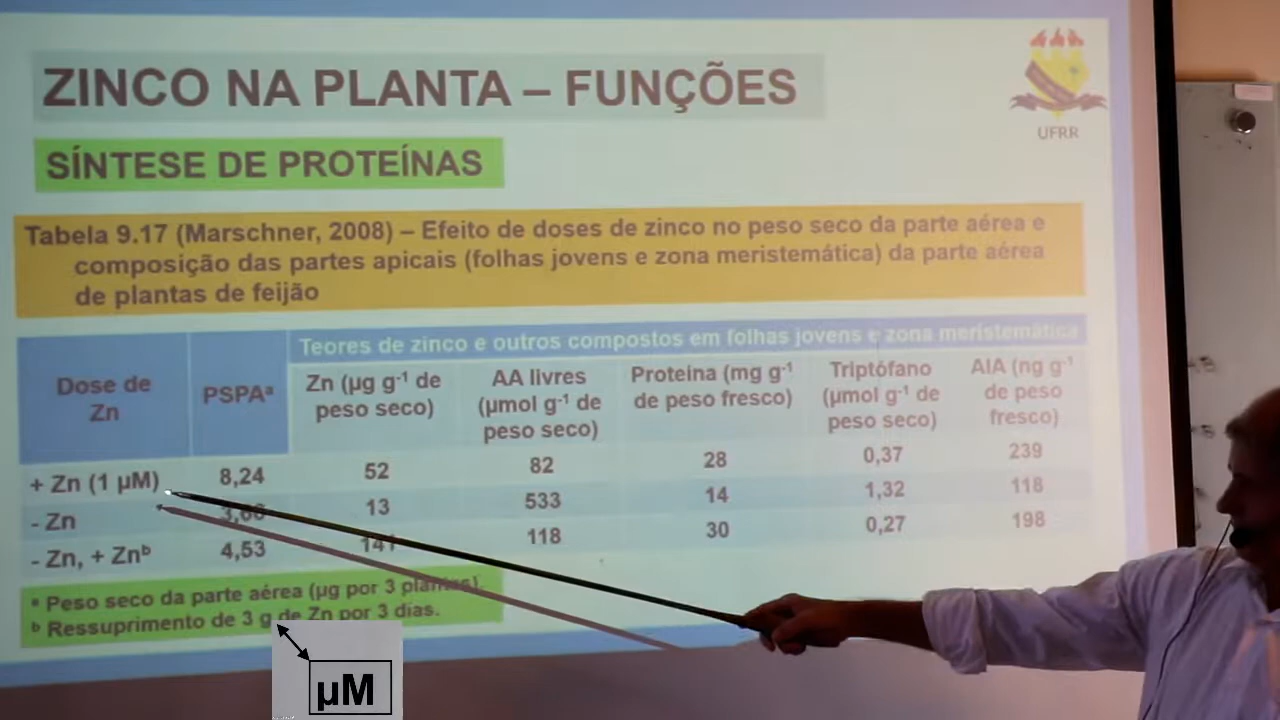 ZINCO NA PLANTA – FUNÇÕES
UFRR
SÍNTESE DE PROTEÍNAS
Tabela 9.17 (Marschner, 2008) – Efeito de doses de zinco no peso seco da parte aérea e
composição das partes apicais (folhas jovens e zona meristemática) da parte aérea
de plantas de feijão
Teores de zinco e outros compostos em folhas jovens e zona meristemática
Dose de Zn PSPAª Zn (µg g⁻¹ de peso seco) AA livres (µmol g⁻¹ de peso seco) Proteina (mg g⁻¹ de peso fresco) Triptófano (µmol g⁻¹ de peso seco) AIA (ng g⁻¹ de peso fresco)
+ Zn (1 µM) 8,24 52 82 28 0,37 239
- Zn 3,66 13 533 14 1,32 118
- Zn, + Znᵇ 4,53 141 118 30 0,27 198
ª Peso seco da parte aérea (µg por 3 plantas).
ᵇ Ressuprimento de 3 g de Zn por 3 dias.
µM